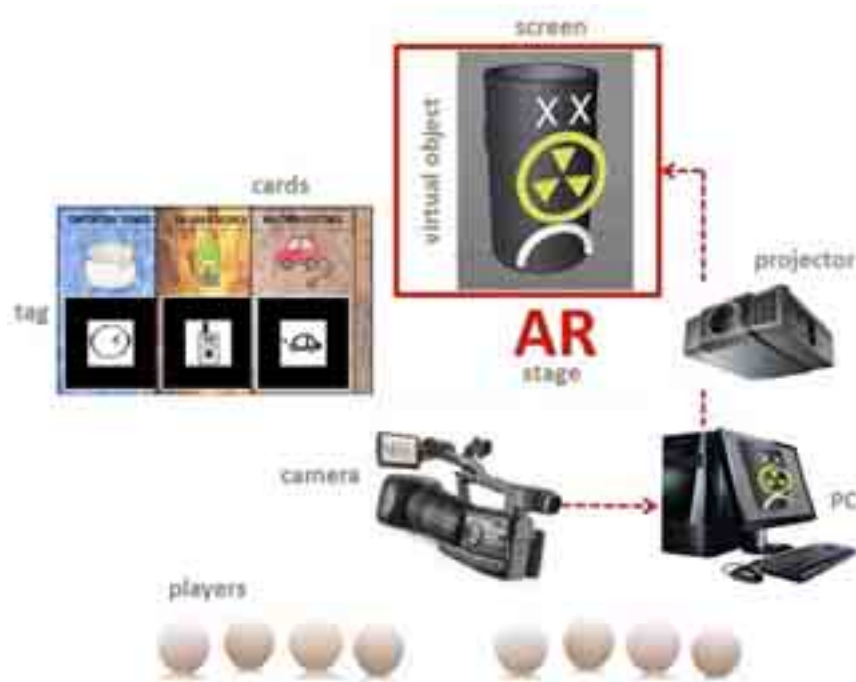 screen
virtual object
cards
tag
projector
AR
stage
camera
PC
players